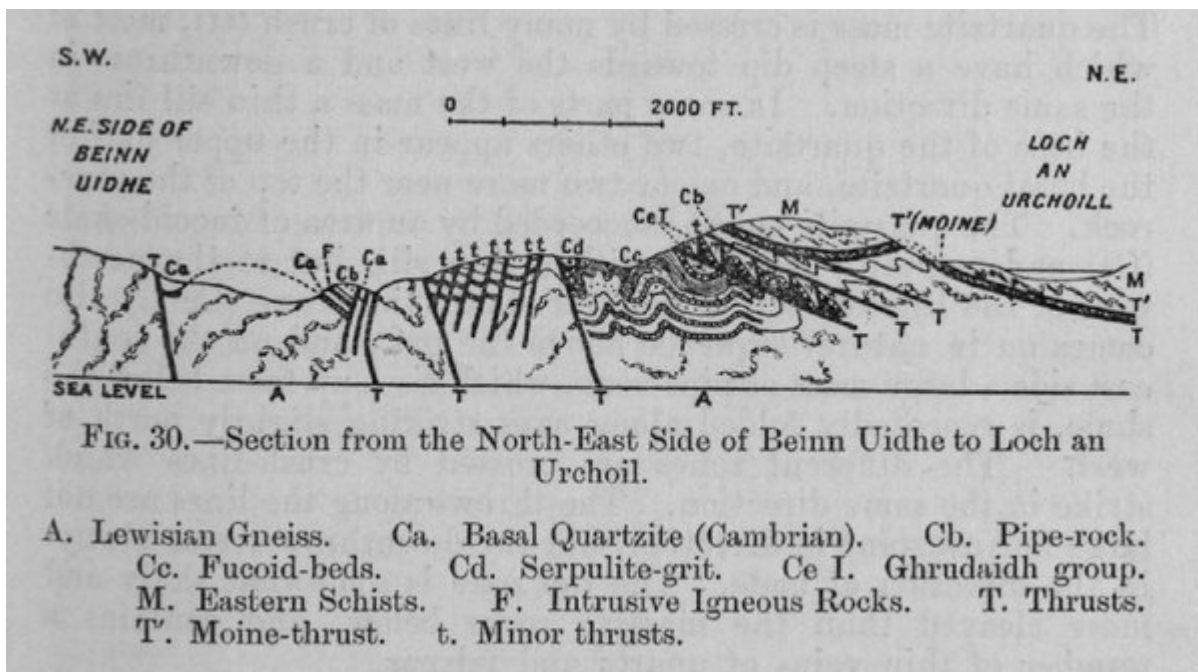 S.W.
N.E.
0 2000 FT.
N.E. SIDE OF
BEINN
UIDHE
LOCH
AN
URCHOILL
Cb
CeI
T' M
T'(MOINE)
T Ca Ca F Cb Ca t t tt tt tt Cd Cc
M
T'
T
T
T
T
T
SEA LEVEL A T T T A
FIG. 30.—Section from the North-East Side of Beinn Uidhe to Loch an
Urchoil.
A. Lewisian Gneiss. Ca. Basal Quartzite (Cambrian). Cb. Pipe-rock.
Cc. Fucoid-beds. Cd. Serpulite-grit. Ce I. Ghrudaidh group.
M. Eastern Schists. F. Intrusive Igneous Rocks. T. Thrusts.
T'. Moine-thrust. t. Minor thrusts.